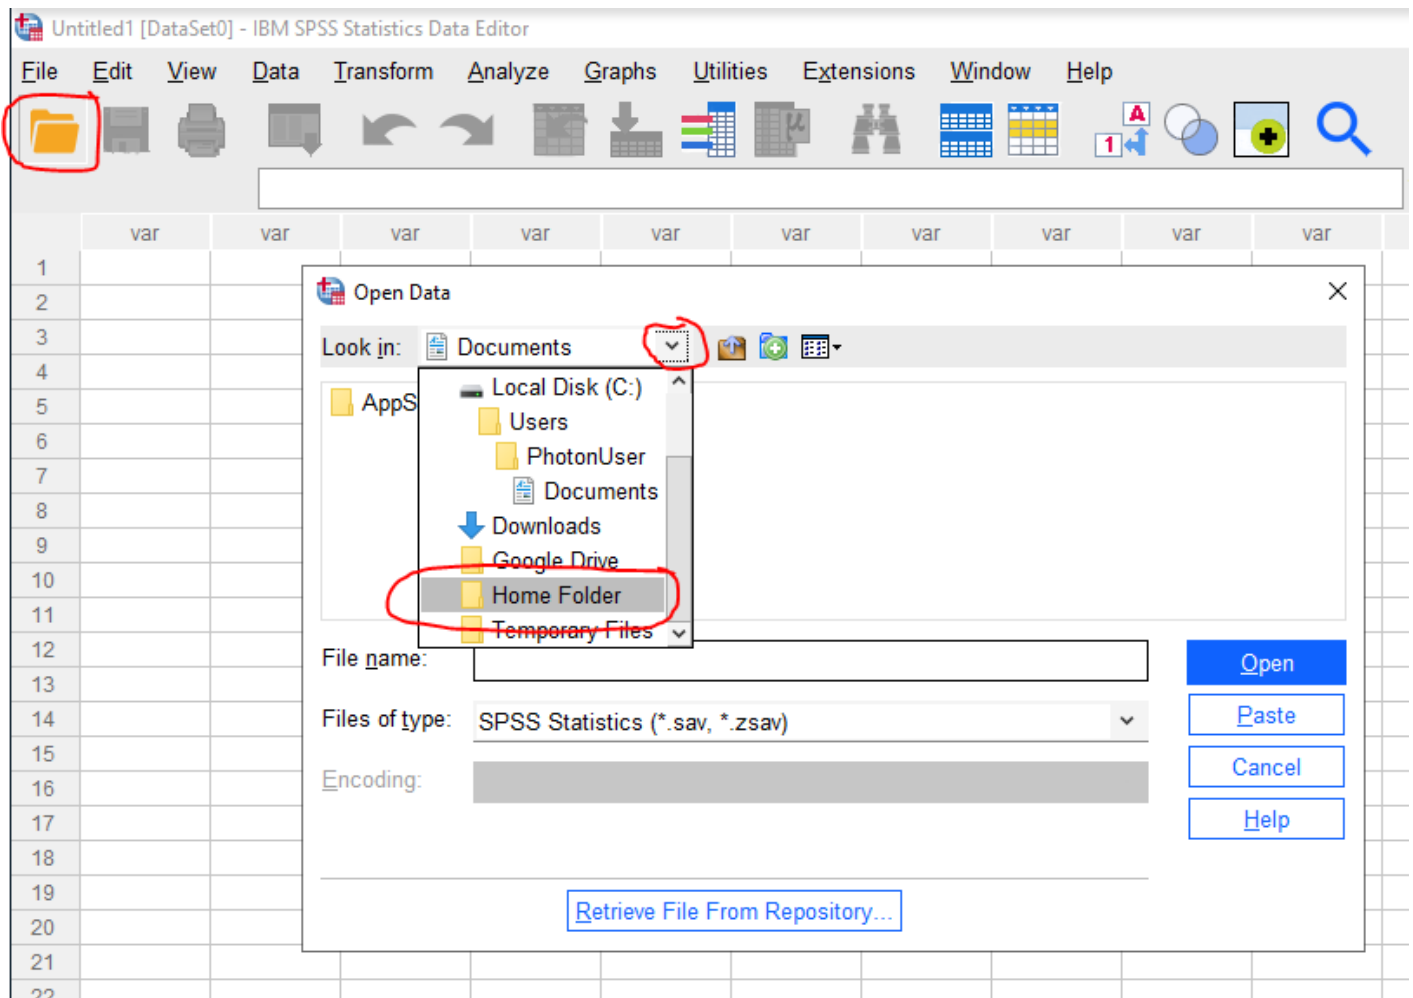 Untitled1 [DataSet0] - IBM SPSS Statistics Data Editor
File Edit View Data Transform Analyze Graphs Utilities Extensions Window Help
A
1
μ
var var var var var var var var var var
1
2
Open Data
3
Look in: Documents
4
Local Disk (C:)
5
AppS
Users
6
PhotonUser
7
Documents
8
Downloads
9
Google Drive
10
Home Folder
11
Temporary Files
12
File name:
Open
13
14
Files of type: SPSS Statistics (*.sav, *.zsav)
Paste
15
Encoding:
Cancel
16
17
Help
18
19
Retrieve File From Repository...
20
21
22